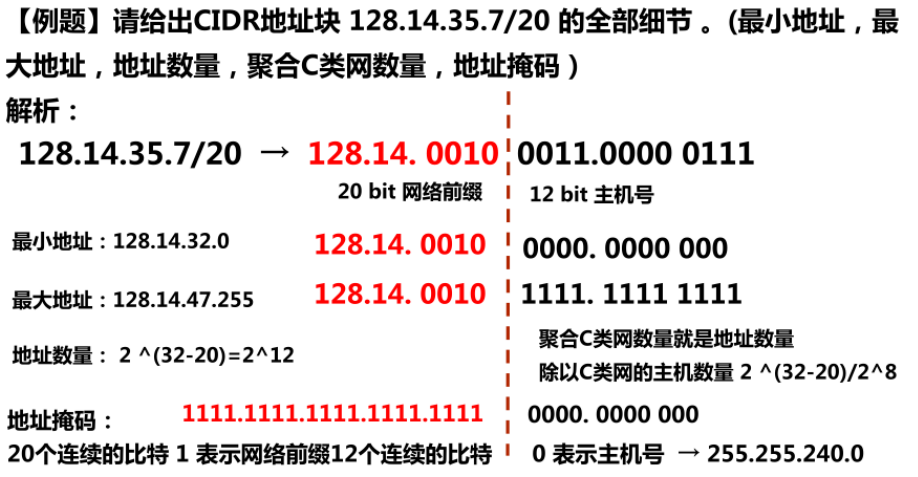 【例题】请给出CIDR地址块 128.14.35.7/20 的全部细节 。(最小地址，最
大地址，地址数量，聚合C类网数量，地址掩码 )
解析：
128.14.35.7/20 → 128.14. 0010 0011.0000 0111
20 bit 网络前缀 12 bit 主机号
最小地址：128.14.32.0 128.14. 0010 0000. 0000 000
最大地址：128.14.47.255 128.14. 0010 1111. 1111 1111
地址数量： 2 ^(32-20)=2^12
聚合C类网数量就是地址数量
除以C类网的主机数量 2 ^(32-20)/2^8
地址掩码： 1111.1111.1111.1111.1111 0000. 0000 000
20个连续的比特 1 表示网络前缀12个连续的比特 0 表示主机号 → 255.255.240.0